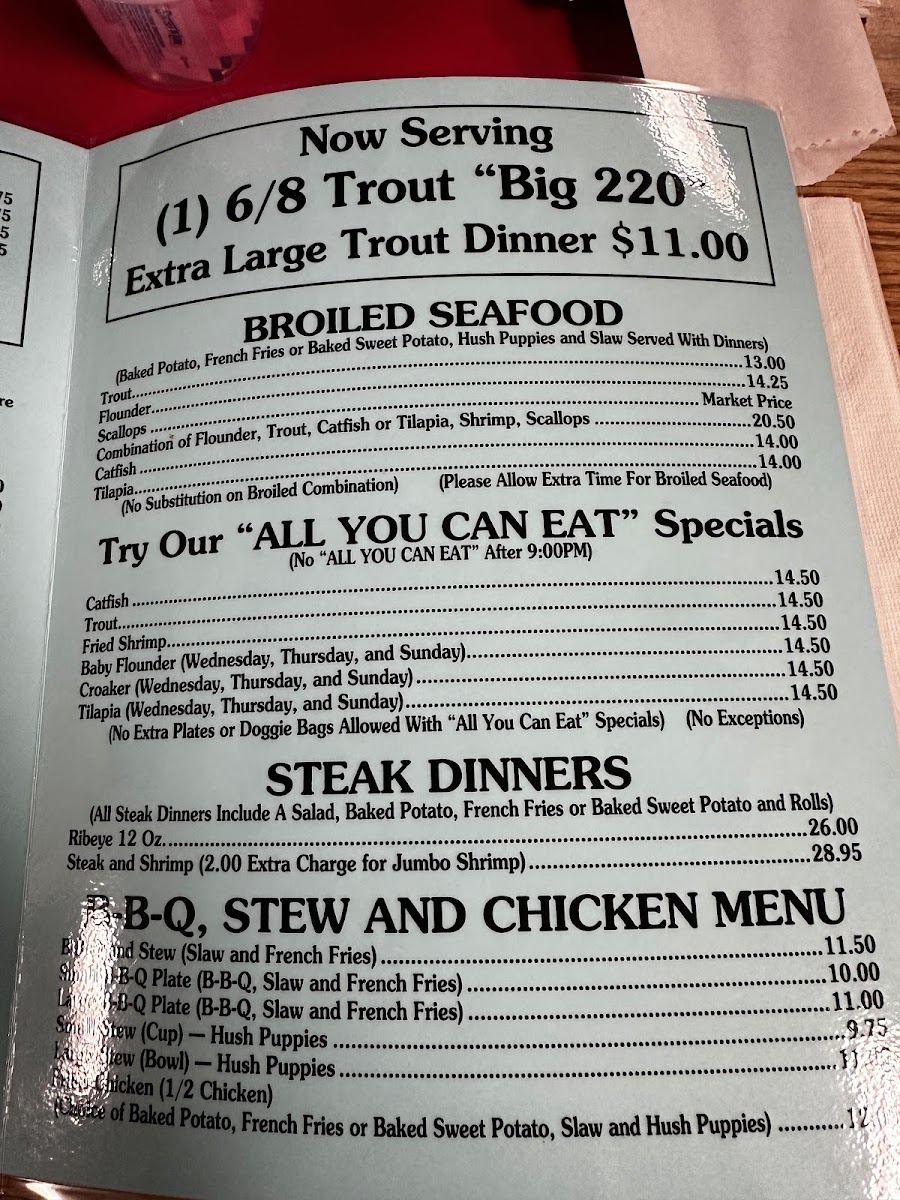 Now Serving
(1) 6/8 Trout “Big 220”
Extra Large Trout Dinner $11.00
BROILED SEAFOOD
(Baked Potato, French Fries or Baked Sweet Potato, Hush Puppies and Slaw Served With Dinners)
Trout 13.00
Flounder 14.25
Scallops Market Price
Combination of Flounder, Trout, Catfish or Tilapia, Shrimp, Scallops 20.50
Catfish 14.00
Tilapia 14.00
(No Substitution on Broiled Combination) (Please Allow Extra Time For Broiled Seafood)
Try Our “ALL YOU CAN EAT” Specials
(No “ALL YOU CAN EAT” After 9:00PM)
Catfish 14.50
Trout 14.50
Fried Shrimp 14.50
Baby Flounder (Wednesday, Thursday, and Sunday) 14.50
Croaker (Wednesday, Thursday, and Sunday) 14.50
Tilapia (Wednesday, Thursday, and Sunday) 14.50
(No Extra Plates or Doggie Bags Allowed With “All You Can Eat” Specials) (No Exceptions)
STEAK DINNERS
(All Steak Dinners Include A Salad, Baked Potato, French Fries or Baked Sweet Potato and Rolls)
Ribeye 12 Oz. 26.00
Steak and Shrimp (2.00 Extra Charge for Jumbo Shrimp) 28.95
B-B-Q, STEW AND CHICKEN MENU
and Stew (Slaw and French Fries) 11.50
Small B-B-Q Plate (B-B-Q, Slaw and French Fries) 10.00
Large B-B-Q Plate (B-B-Q, Slaw and French Fries) 11.00
Small Stew (Cup) — Hush Puppies 9.75
Large Stew (Bowl) — Hush Puppies
Chicken (1/2 Chicken)
(Choice of Baked Potato, French Fries or Baked Sweet Potato, Slaw and Hush Puppies)